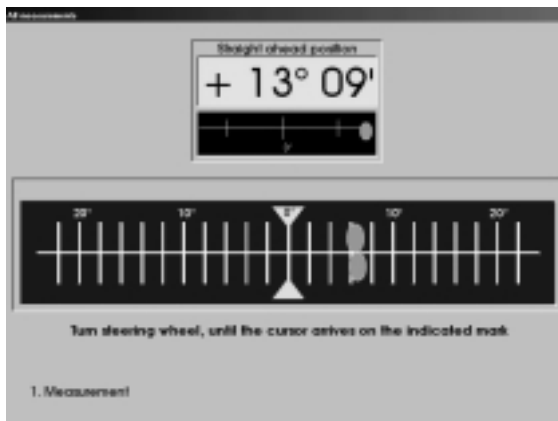 All measurements
Straight ahead position
+ 13° 09'
20° 10° 0° 10° 20°
Turn steering wheel, until the cursor arrives on the indicated mark
1. Measurement